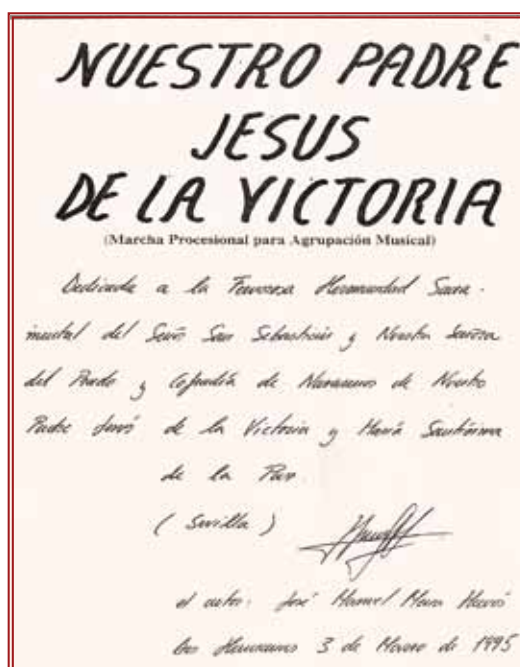 NUESTRO PADRE
JESUS
DE LA VICTORIA
(Marcha Procesional para Agrupación Musical)
Dedicada a la Fervorosa Hermandad Sacra-
mental del Señor San Sebastián y Nuestra Señora
del Prado y Cofradía de Nazarenos de Nuestro
Padre Jesús de la Victoria y María Santísima
de la Paz
( Sevilla )
el autor: José Manuel Mena Hervás
Dos Hermanas 3 de Marzo de 1995